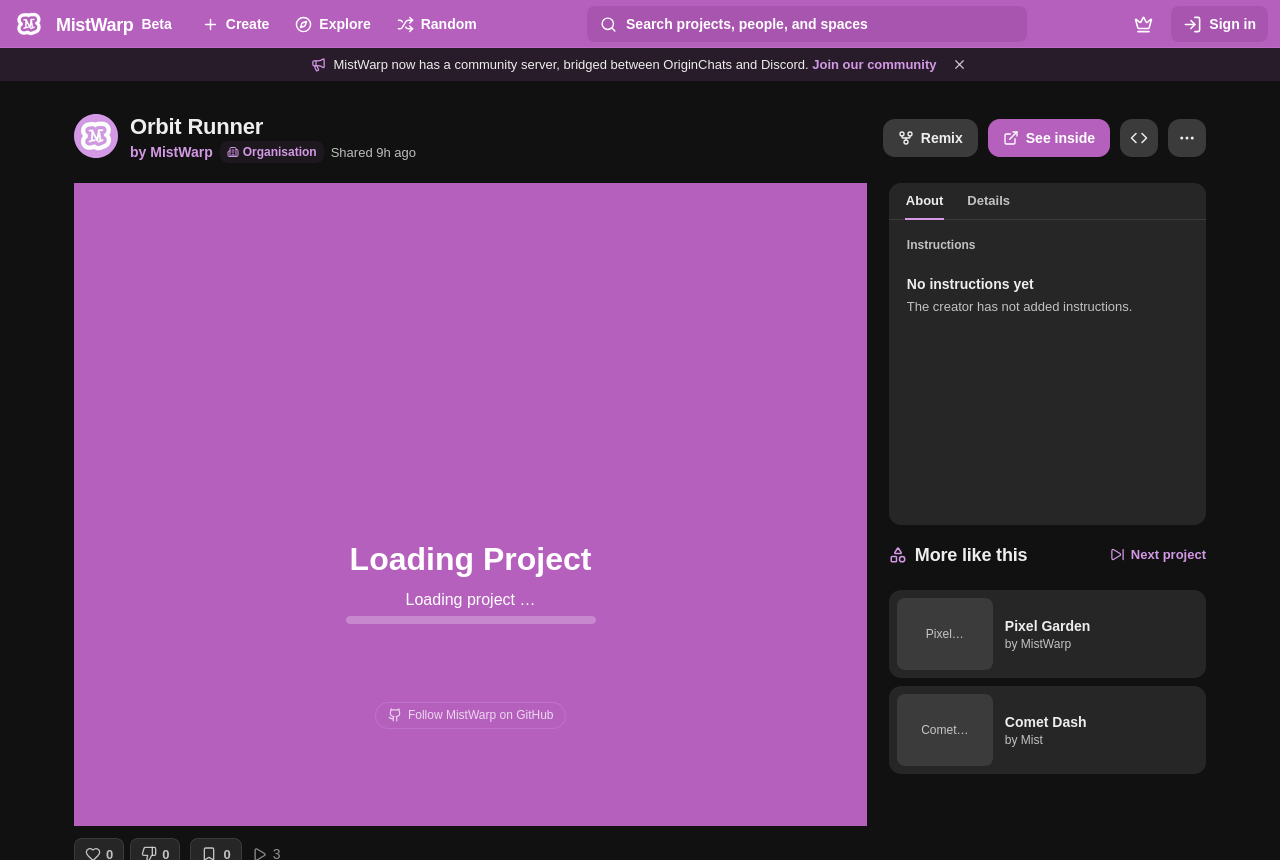 MistWarp Beta
Create
Explore
Random
Search projects, people, and spaces
Sign in
MistWarp now has a community server, bridged between OriginChats and Discord. Join our community
Orbit Runner
by MistWarp
Organisation
Shared 9h ago
Remix
See inside
Loading Project
Loading project …
Follow MistWarp on GitHub
0
0
0
3
About
Details
Instructions
No instructions yet
The creator has not added instructions.
More like this
Next project
Pixel…
Pixel Garden
by MistWarp
Comet…
Comet Dash
by Mist